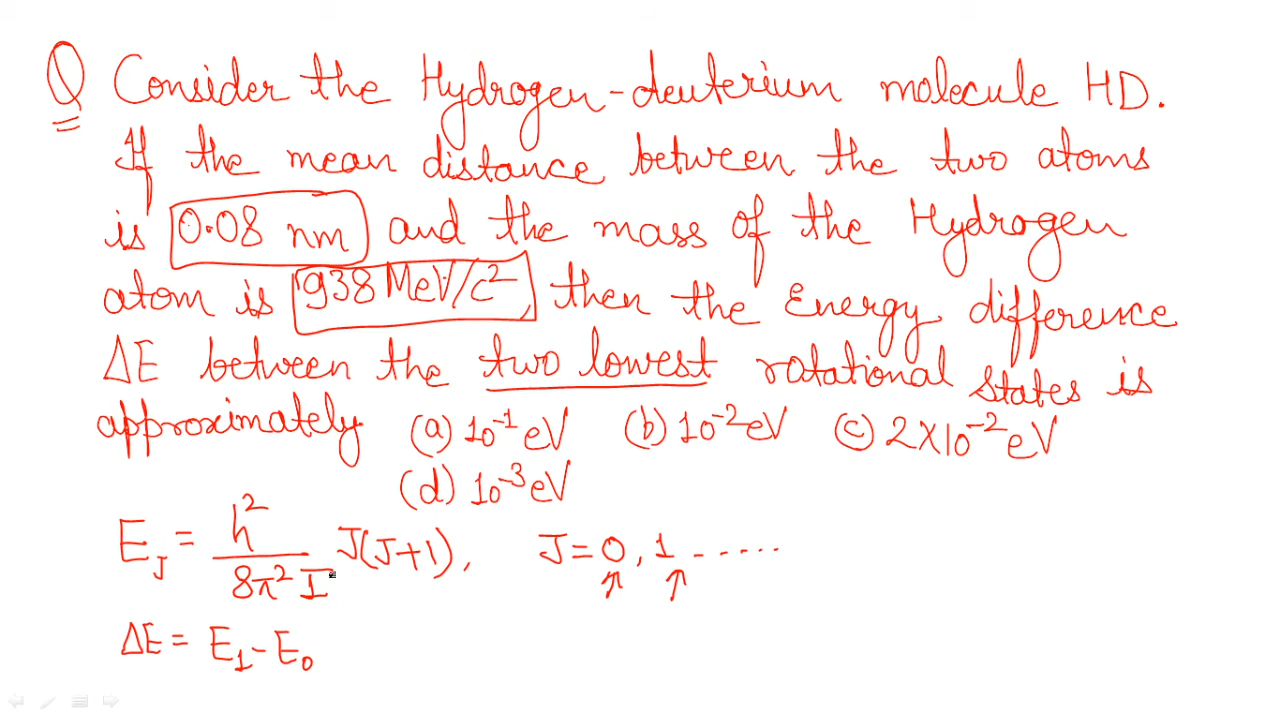 Q Consider the Hydrogen-deuterium molecule HD.
If the mean distance between the two atoms
is 0.08 nm and the mass of the Hydrogen
atom is 938 MeV/c², then the Energy difference
ΔE between the two lowest rotational states is
approximately (a) 10⁻¹ eV (b) 10⁻² eV (c) 2X10⁻² eV
(d) 10⁻³ eV
E_J = h²/8π²I J(J+1), J=0,1------
ΔE = E₁-E₀